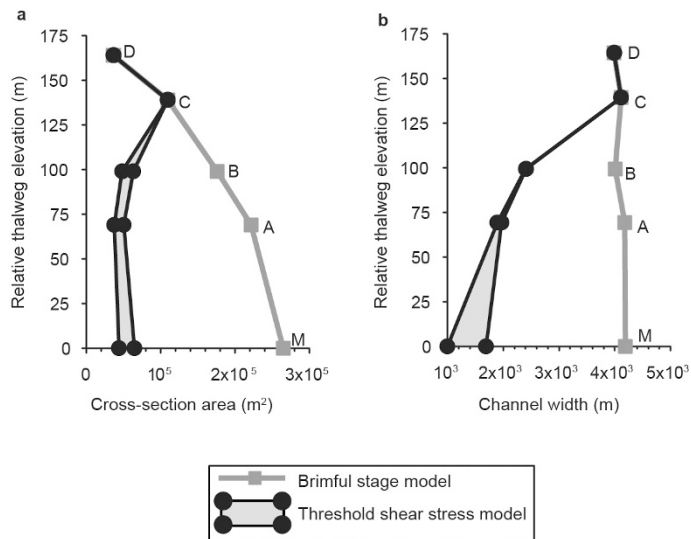 a
175
150
125
100
75
50
25
0
Relative thalweg elevation (m)
D
C
B
A
M
0
10⁵
2x10⁵
3x10⁵
Cross-section area (m²)
b
175
150
125
100
75
50
25
0
Relative thalweg elevation (m)
D
C
B
A
M
10³
2x10³
3x10³
4x10³
5x10³
Channel width (m)
Brimful stage model
Threshold shear stress model